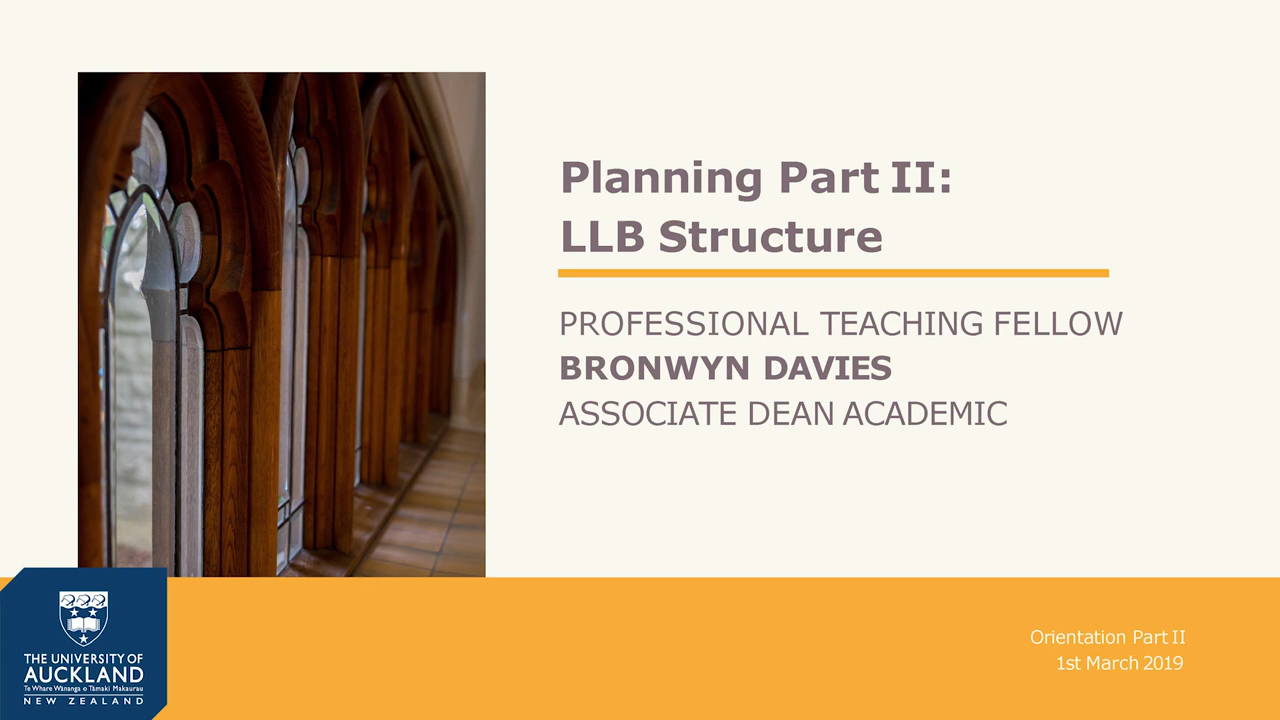 Planning Part II:
LLB Structure
PROFESSIONAL TEACHING FELLOW
BRONWYN DAVIES
ASSOCIATE DEAN ACADEMIC
Orientation Part II
1st March 2019
THE UNIVERSITY OF
AUCKLAND
Te Whare Wānanga o Tāmaki Makaurau
NEW ZEALAND